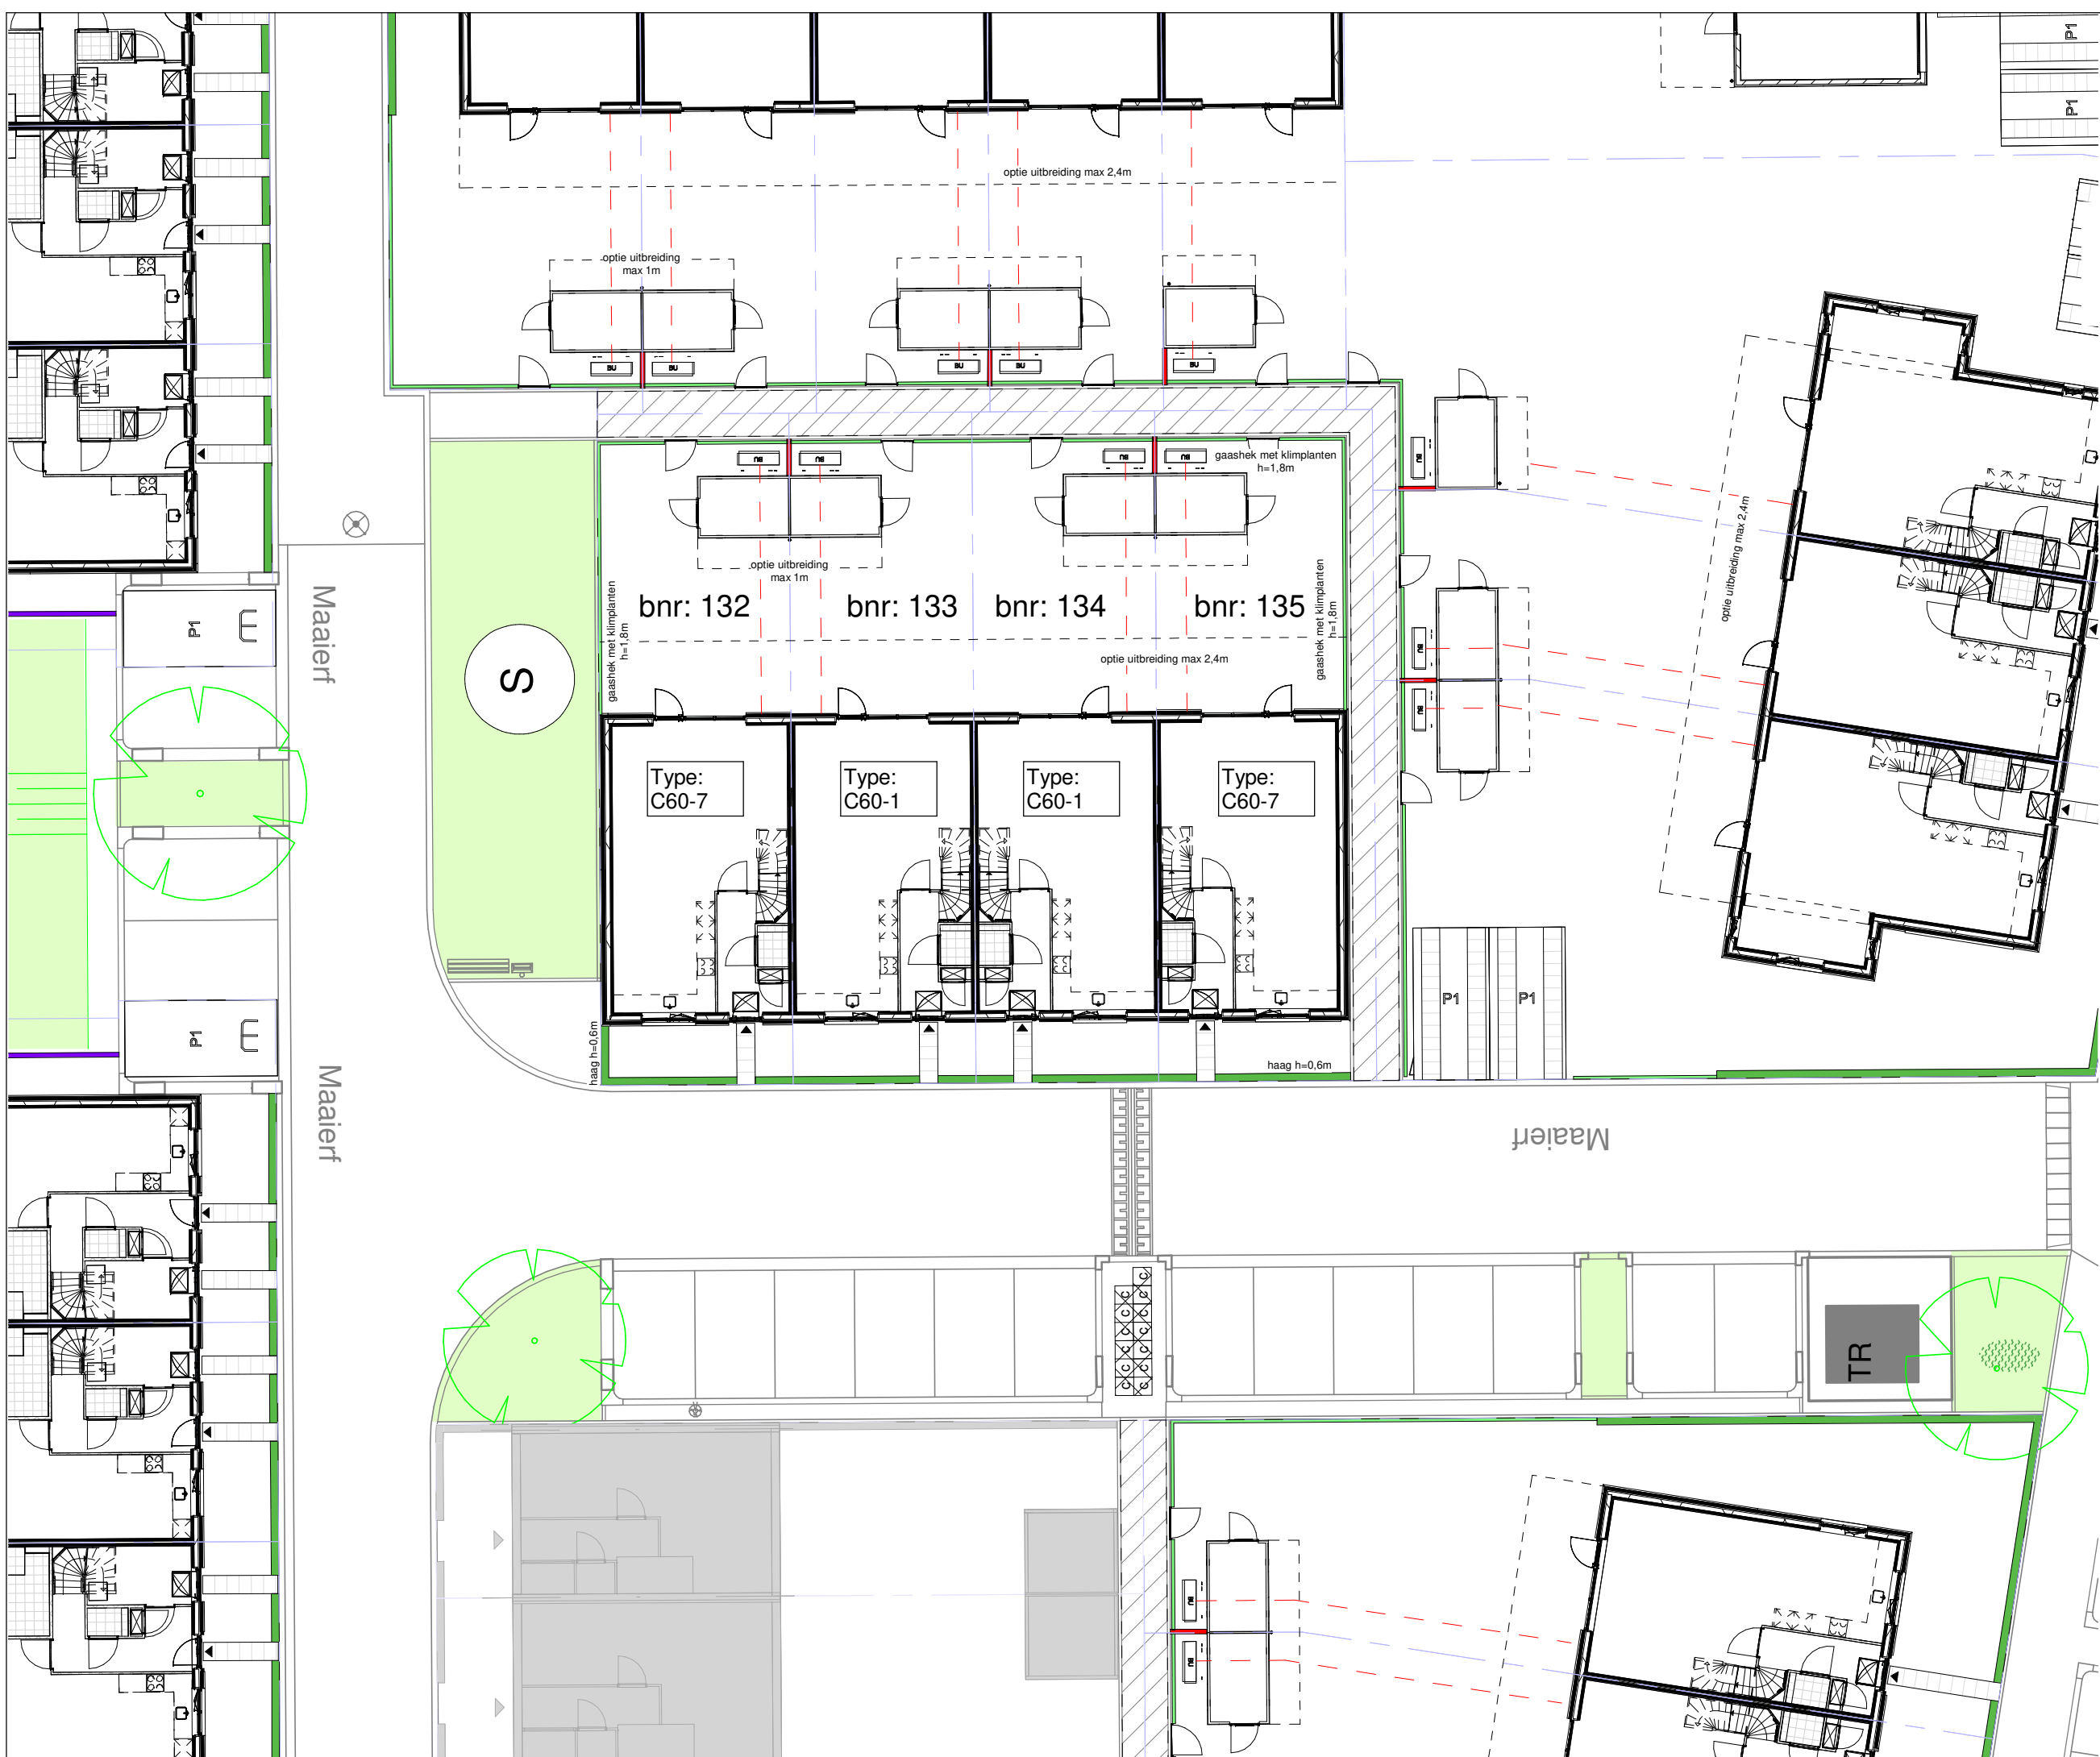 P1
P1
optie uitbreiding max 2,4m
optie uitbreiding
max 1m
BU
BU
BU
BU
BU
BU
BU
BU
BU
BU
gaashek met klimplanten
h=1,8m
optie uitbreiding max 2,4m
optie uitbreiding
max 1m
gaashek met klimplanten
h=1,8m
gaashek met klimplanten
h=1,8m
bnr: 132
bnr: 133
bnr: 134
bnr: 135
BU
BU
optie uitbreiding max 2,4m
Maaierf
P1
E
S
Type:
C60-7
Type:
C60-1
Type:
C60-1
Type:
C60-7
P1
P1
P1
E
haag h=0,6m
haag h=0,6m
Maaierf
Maaierf
C
C
C
C
C
C
C
C
C
C
C
TR
BU
BU